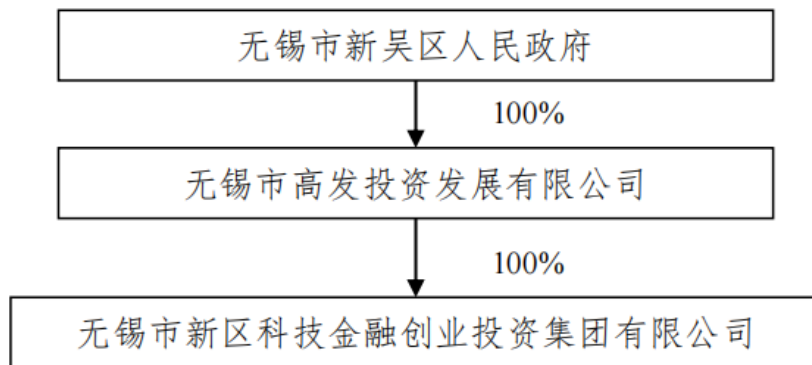 无锡市新吴区人民政府
100%
无锡市高发投资发展有限公司
100%
无锡市新区科技金融创业投资集团有限公司